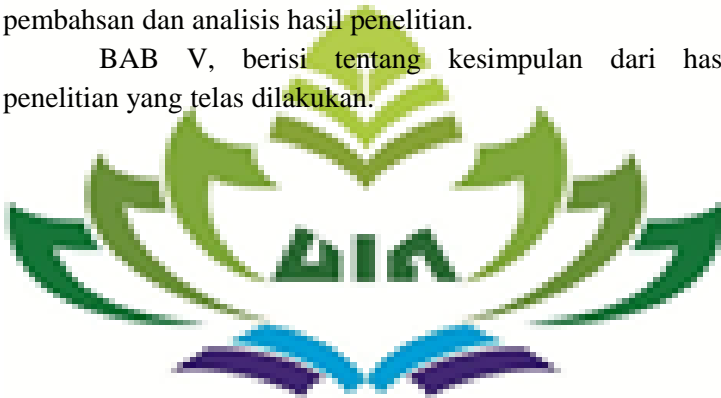 pembahsan dan analisis hasil penelitian.
BAB V, berisi tentang kesimpulan dari has
penelitian yang telas dilakukan.
UIN